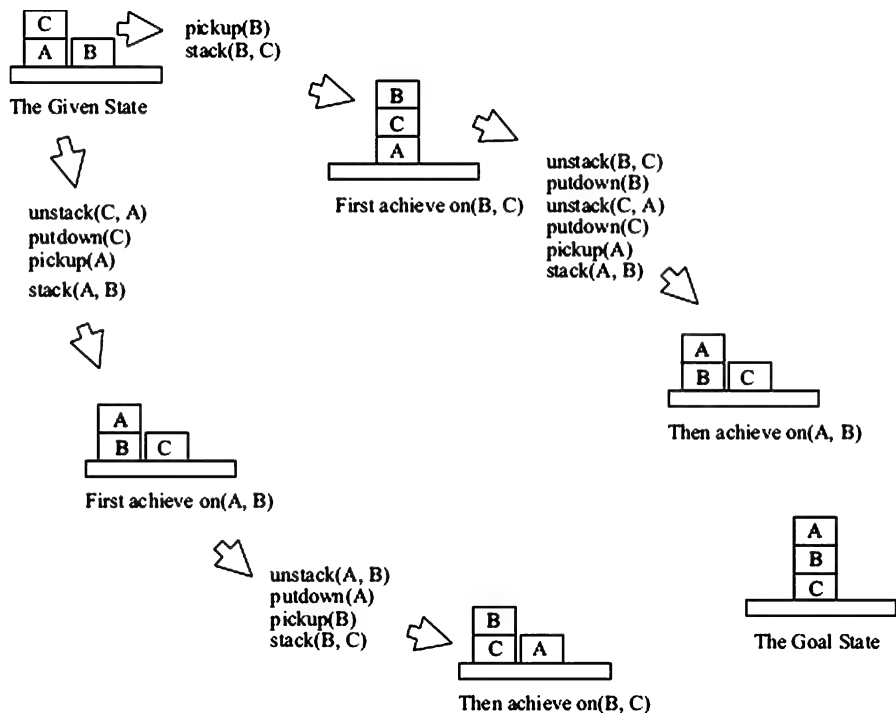 C
A B
The Given State
pickup(B)
stack(B, C)
B
C
A
First achieve on(B, C)
unstack(B, C)
putdown(B)
unstack(C, A)
putdown(C)
pickup(A)
stack(A, B)
A
B C
Then achieve on(A, B)
unstack(C, A)
putdown(C)
pickup(A)
stack(A, B)
A
B C
First achieve on(A, B)
unstack(A, B)
putdown(A)
pickup(B)
stack(B, C)
B
C A
Then achieve on(B, C)
A
B
C
The Goal State